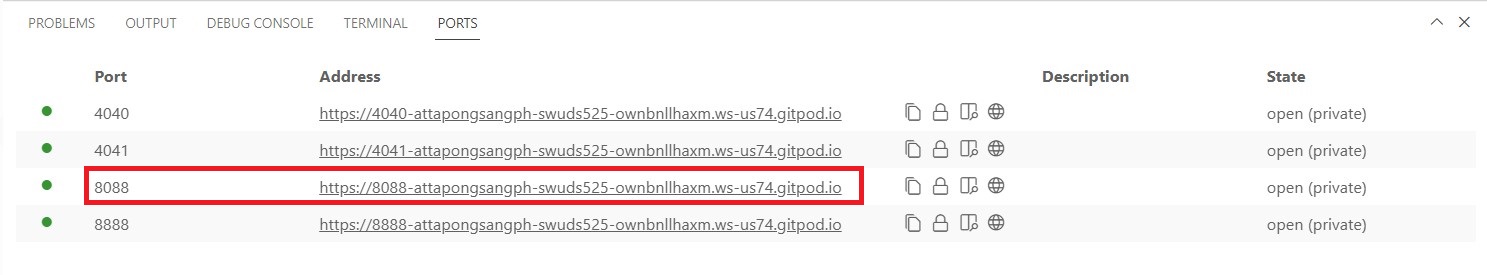 PROBLEMS OUTPUT DEBUG CONSOLE TERMINAL PORTS
Port Address Description State
4040 https://4040-attapongsangph-swuds525-ownbnllhaxm.ws-us74.gitpod.io open (private)
4041 https://4041-attapongsangph-swuds525-ownbnllhaxm.ws-us74.gitpod.io open (private)
8088 https://8088-attapongsangph-swuds525-ownbnllhaxm.ws-us74.gitpod.io open (private)
8888 https://8888-attapongsangph-swuds525-ownbnllhaxm.ws-us74.gitpod.io open (private)